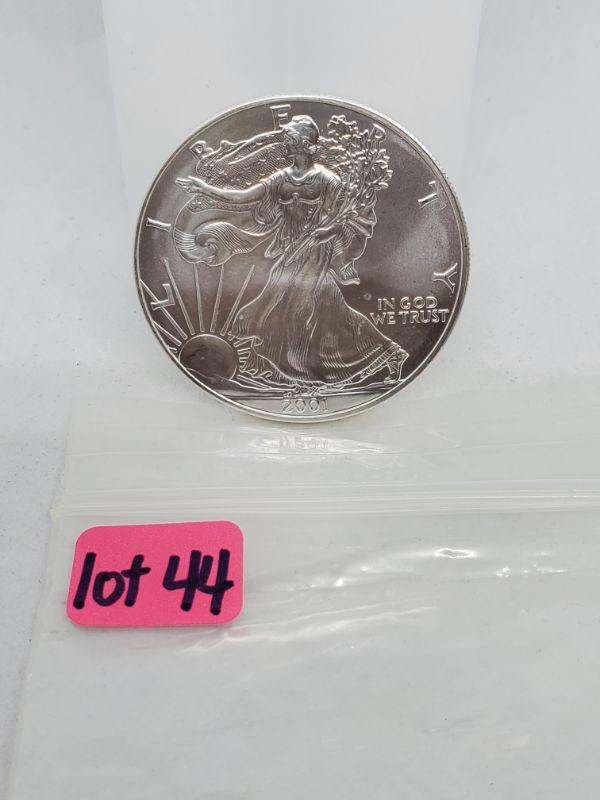 LIBERTY
IN GOD
WE TRUST
2001
lot 44